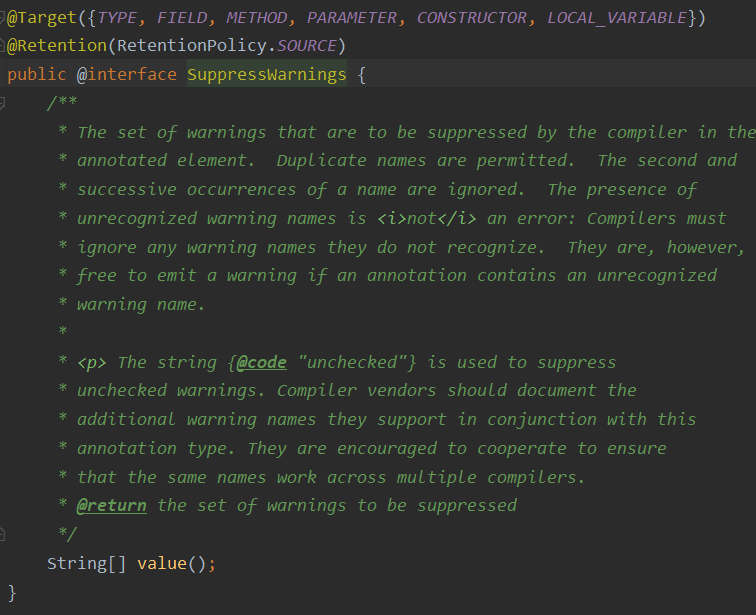 @Target({TYPE, FIELD, METHOD, PARAMETER, CONSTRUCTOR, LOCAL_VARIABLE})
@Retention(RetentionPolicy.SOURCE)
public @interface SuppressWarnings {
    /**
     * The set of warnings that are to be suppressed by the compiler in the
     * annotated element.  Duplicate names are permitted.  The second and
     * successive occurrences of a name are ignored.  The presence of
     * unrecognized warning names is <i>not</i> an error: Compilers must
     * ignore any warning names they do not recognize.  They are, however,
     * free to emit a warning if an annotation contains an unrecognized
     * warning name.
     *
     * <p> The string {@code "unchecked"} is used to suppress
     * unchecked warnings. Compiler vendors should document the
     * additional warning names they support in conjunction with this
     * annotation type. They are encouraged to cooperate to ensure
     * that the same names work across multiple compilers.
     * @return the set of warnings to be suppressed
     */
    String[] value();
}